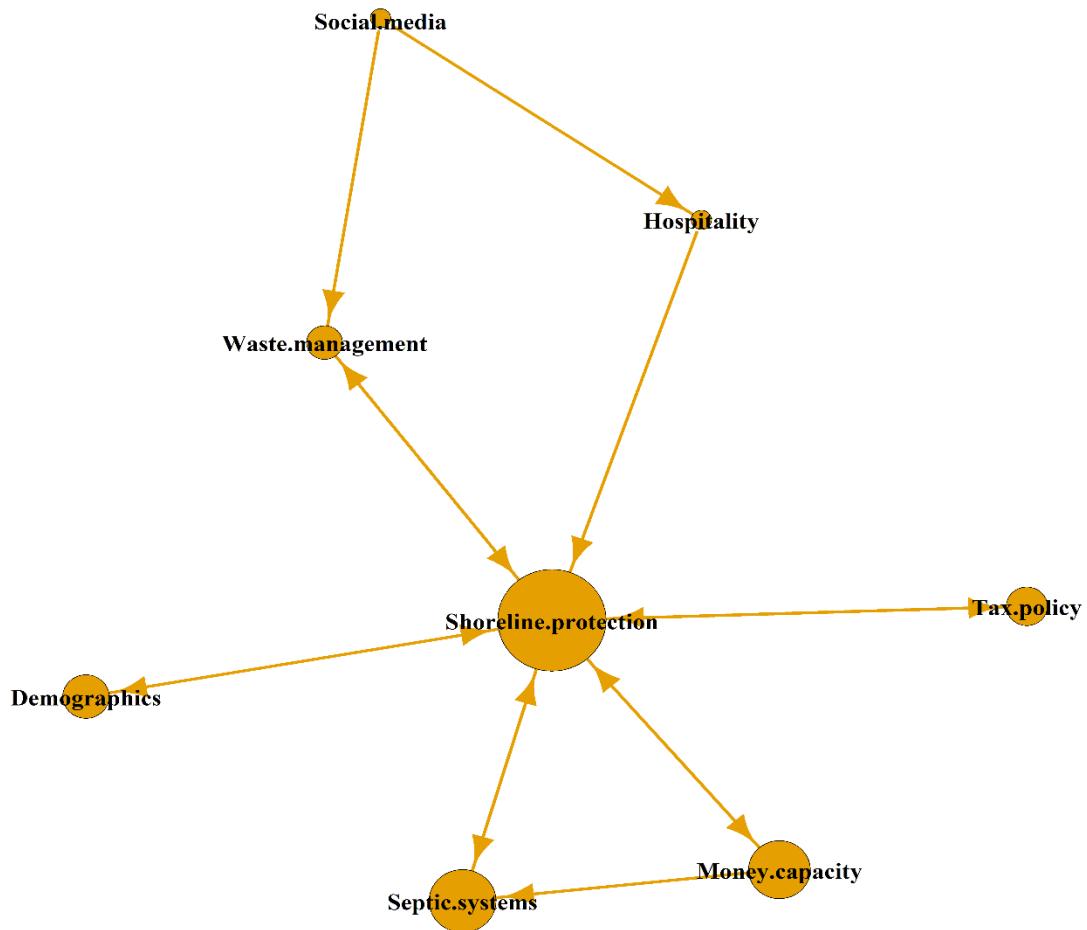 Social.media
Hospitality
Waste.management
Shoreline.protection
Tax.policy
Demographics
Money.capacity
Septic.systems